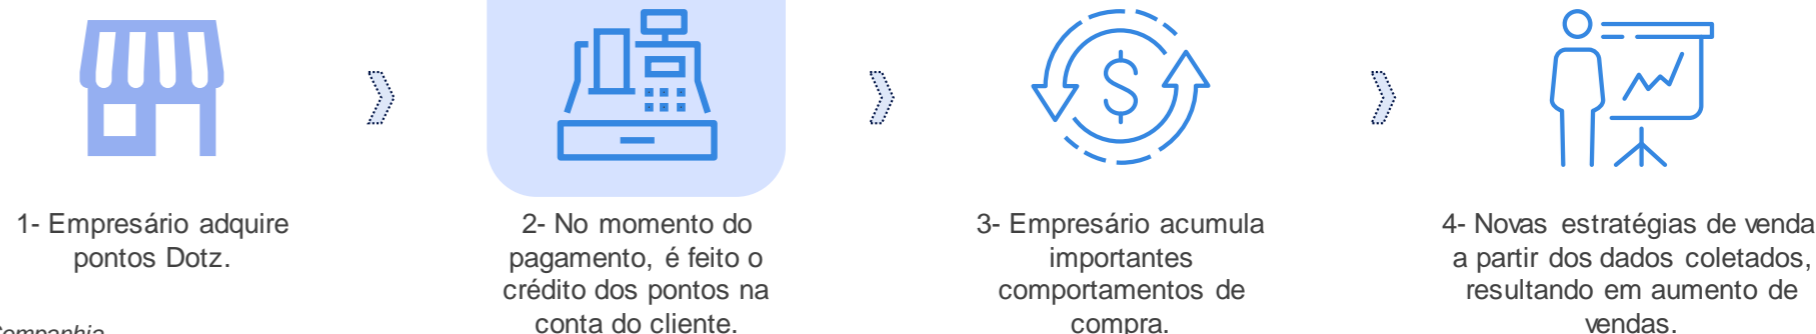 1- Empresário adquire
pontos Dotz.
2- No momento do
pagamento, é feito o
crédito dos pontos na
conta do cliente.
3- Empresário acumula
importantes
comportamentos de
compra.
4- Novas estratégias de venda
a partir dos dados coletados,
resultando em aumento de
vendas.